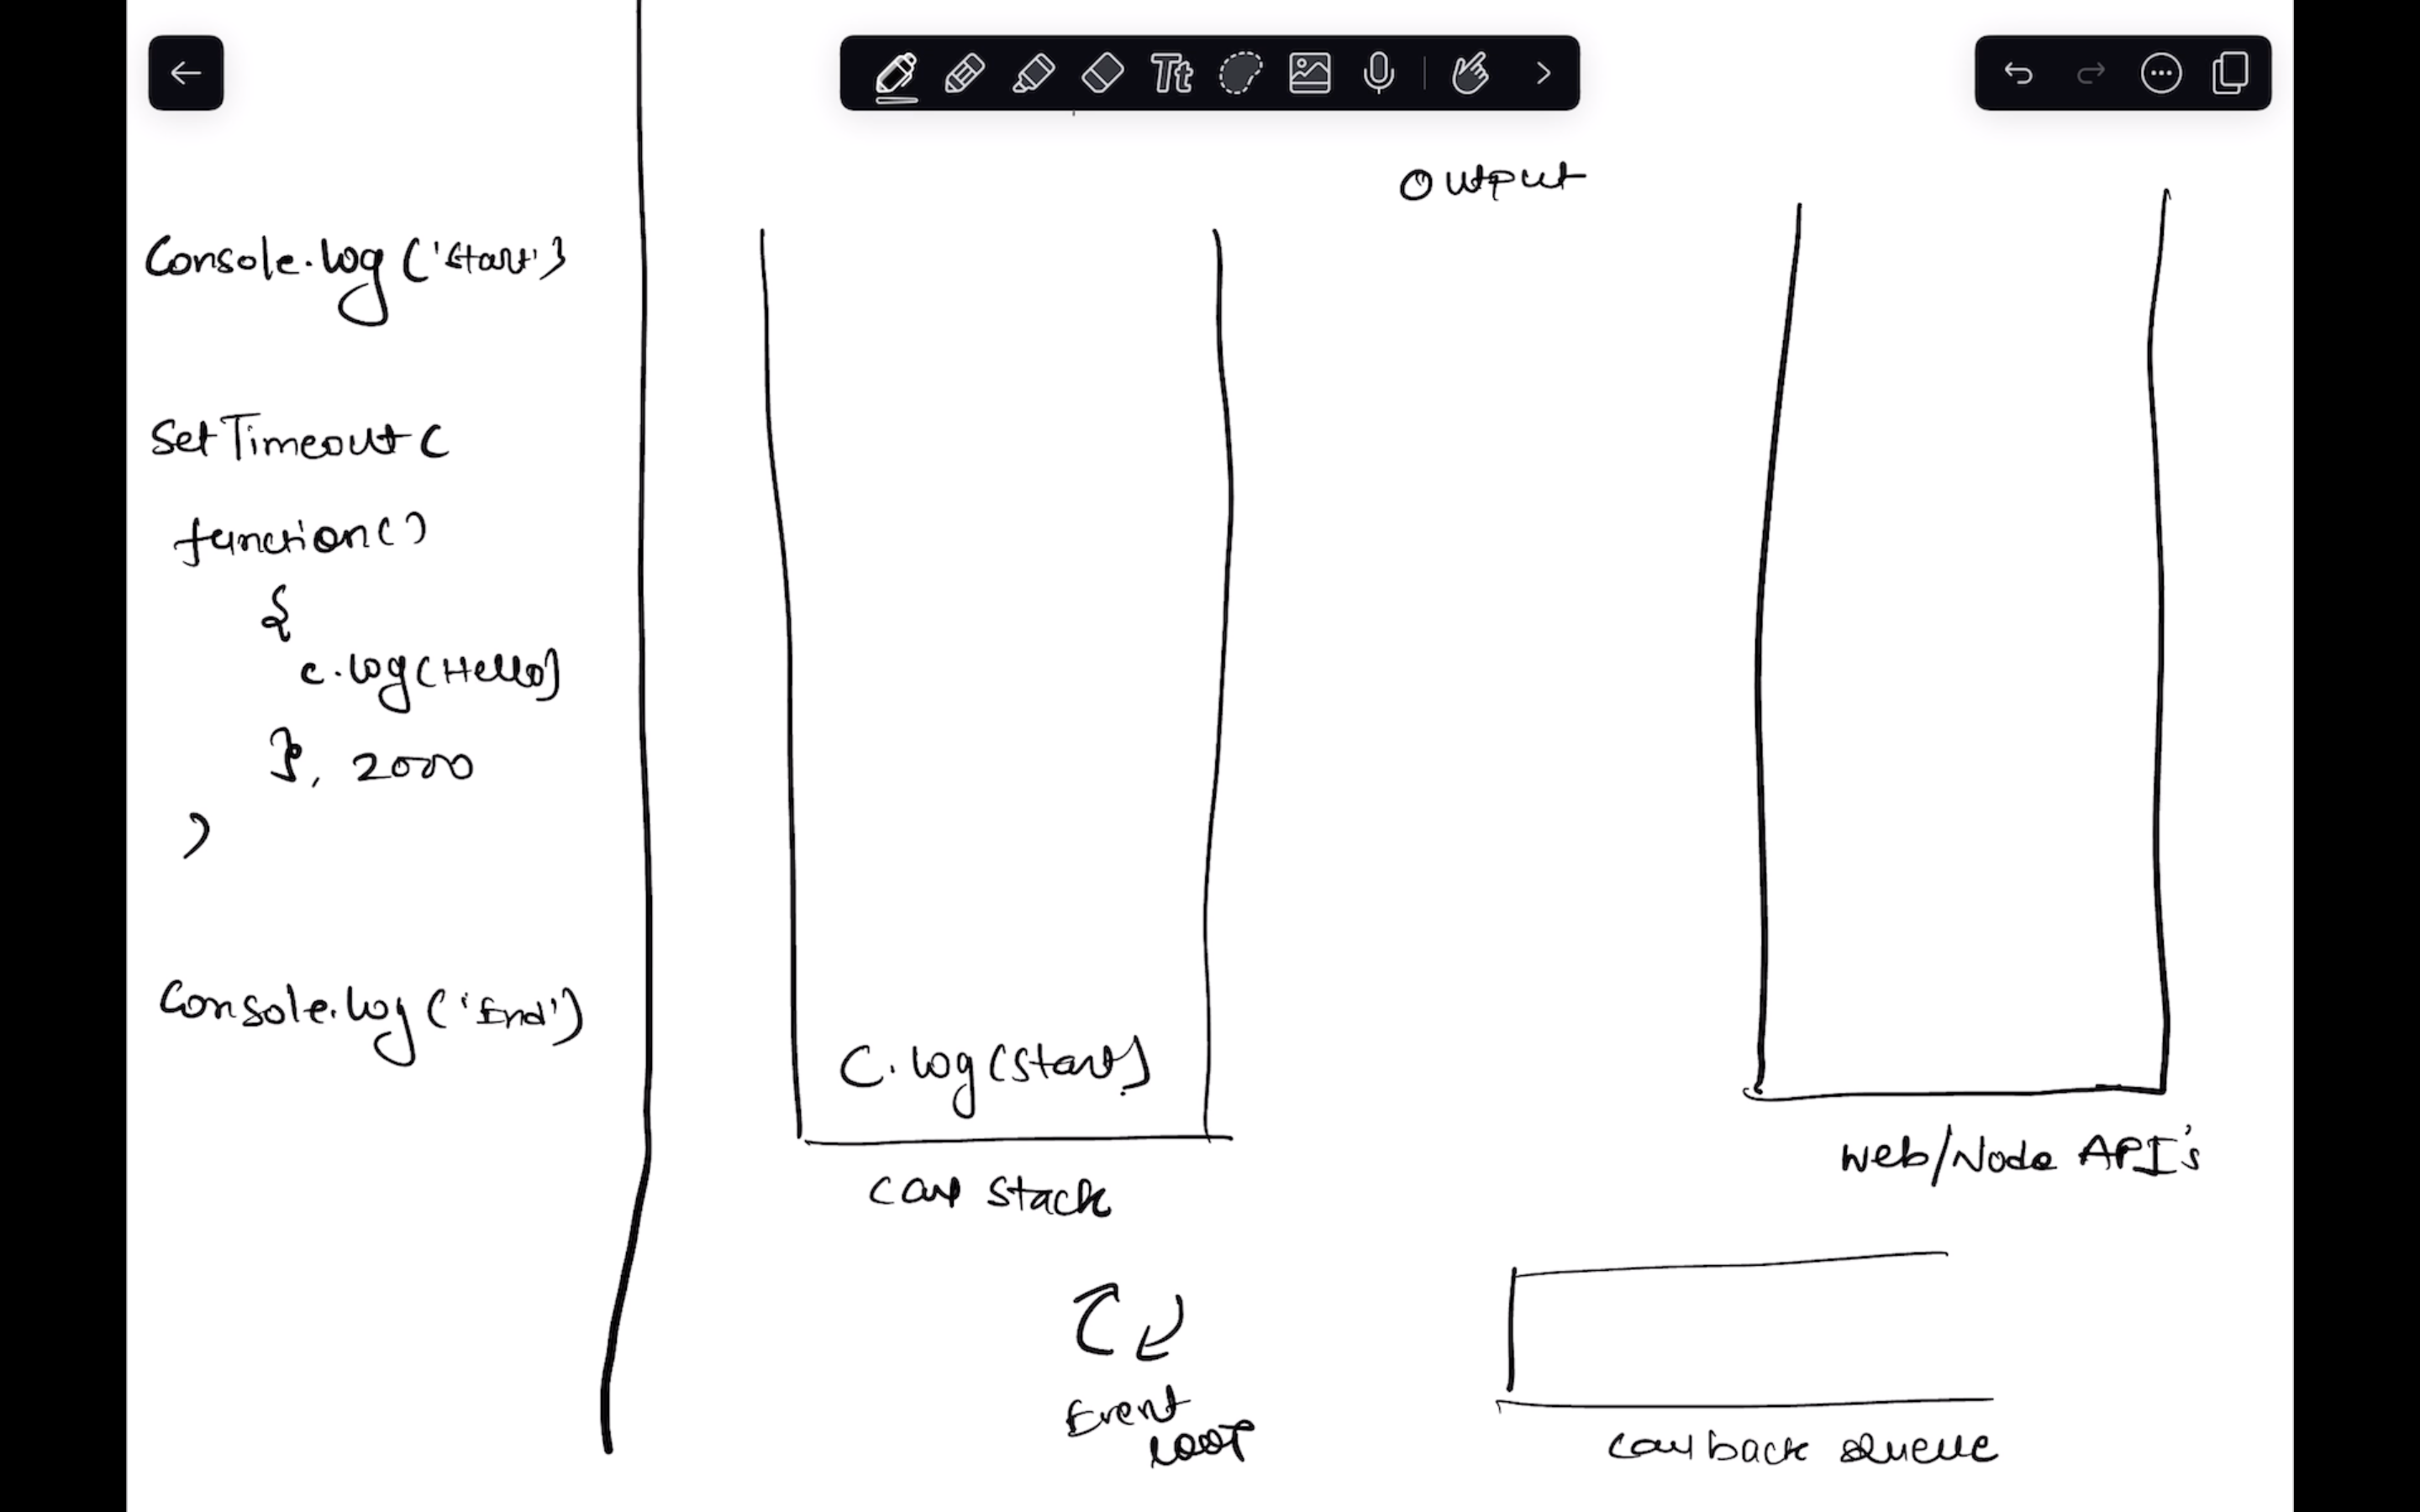 Tt
Output
Console.log('Start')
SetTimeout(
function()
{
c.log(Hello)
}, 2000
)
Console.log('End')
C.log(Start)
Call Stack
Web/Node API's
Event
Loop
Callback Queue